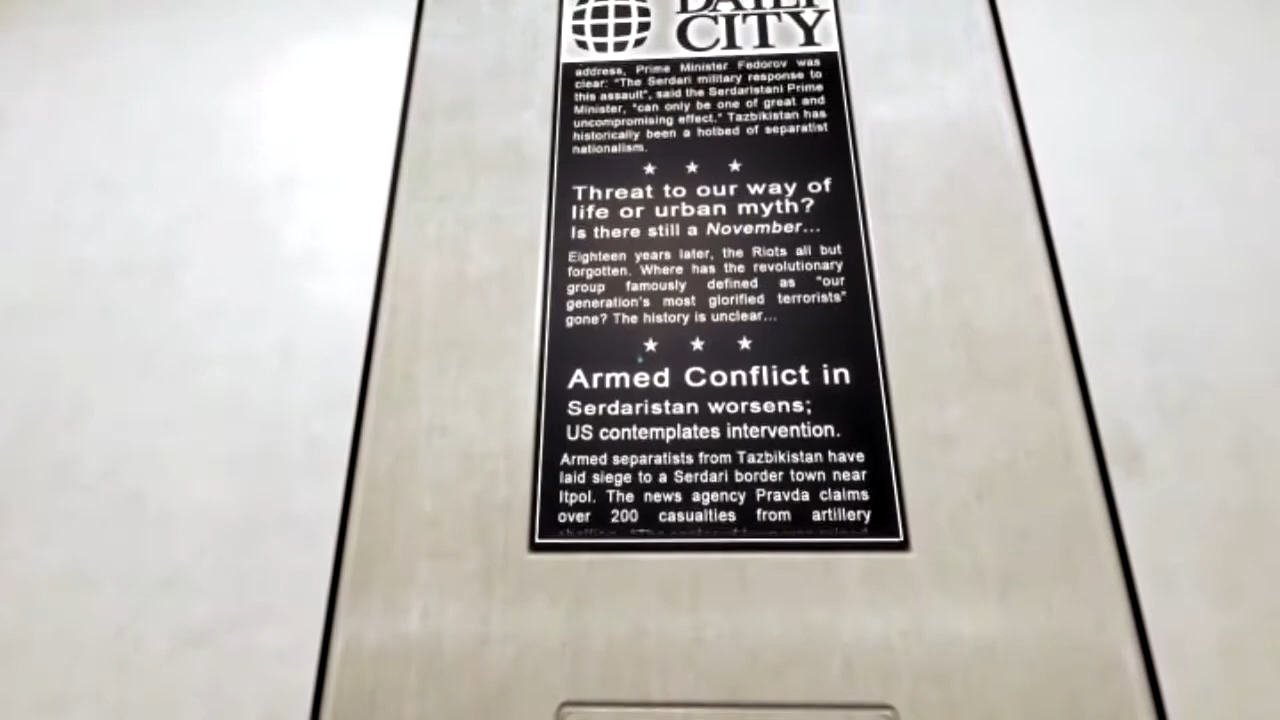 DAILY
CITY
address, Prime Minister Fedorov was
clear: "The Serdari military response to
this assault", said the Serdaristani Prime
Minister, "can only be one of great and
uncompromising effect." Tazbikistan has
historically been a hotbed of separatist
nationalism.
Threat to our way of
life or urban myth?
Is there still a November...
Eighteen years later, the Riots all but
forgotten. Where has the revolutionary
group famously defined as "our
generation's most glorified terrorists"
gone? The history is unclear...
Armed Conflict in
Serdaristan worsens;
US contemplates intervention.
Armed separatists from Tazbikistan have
laid siege to a Serdari border town near
Itpol. The news agency Pravda claims
over 200 casualties from artillery